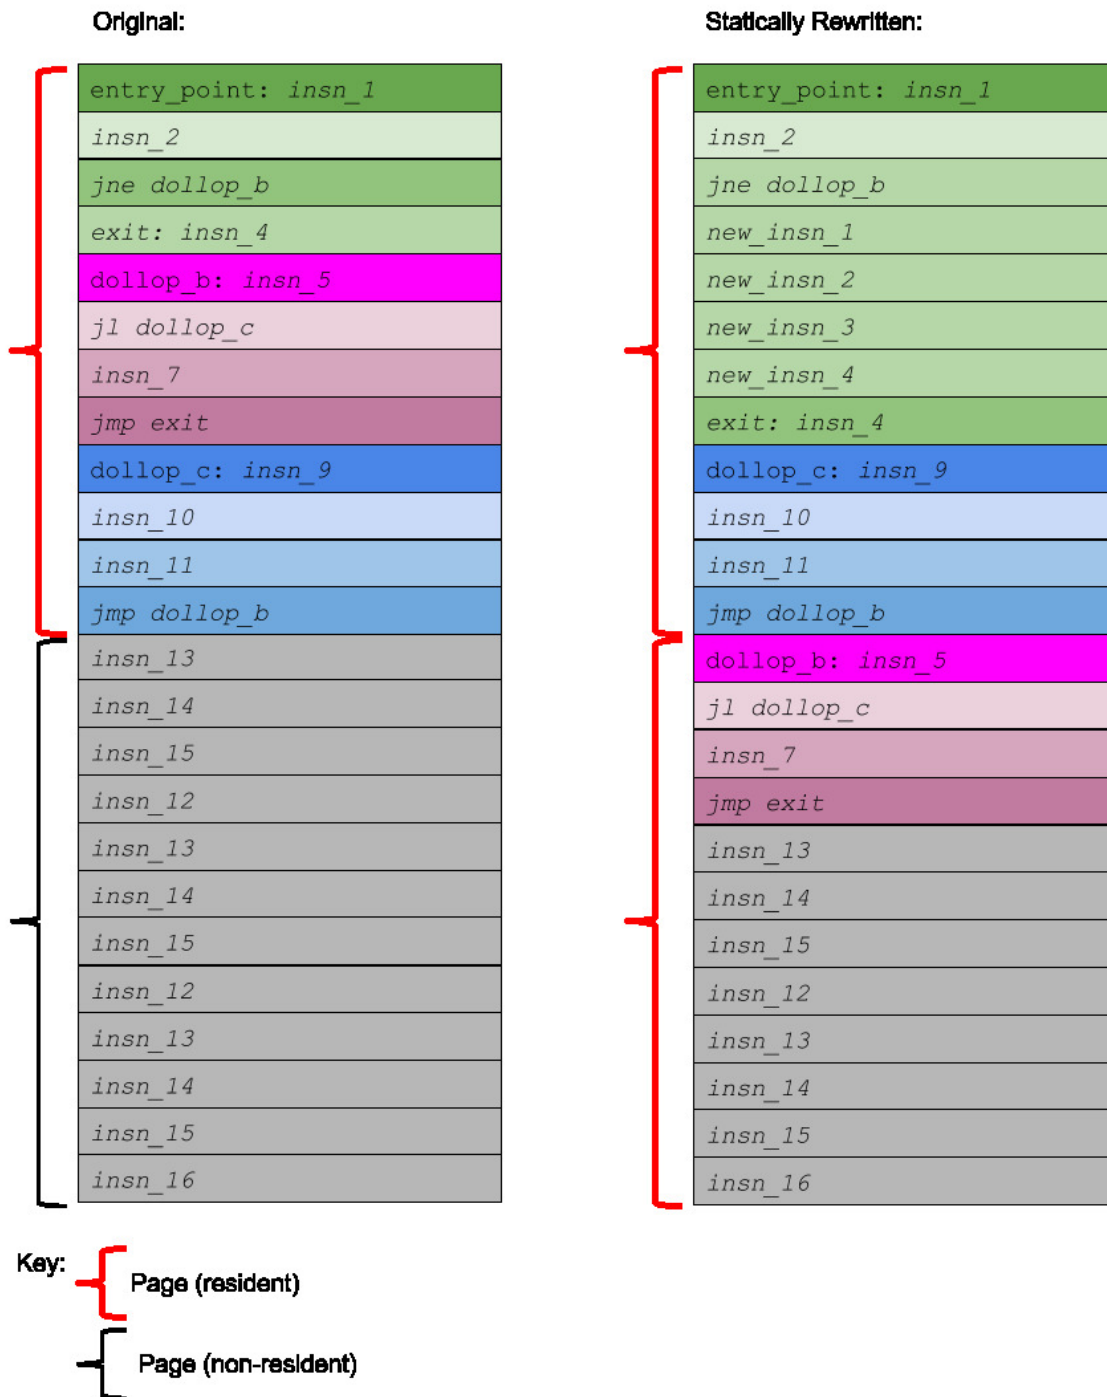 Original:
entry_point: insn_1
insn_2
jne dollop_b
exit: insn_4
dollop_b: insn_5
jl dollop_c
insn_7
jmp exit
dollop_c: insn_9
insn_10
insn_11
jmp dollop_b
insn_13
insn_14
insn_15
insn_12
insn_13
insn_14
insn_15
insn_12
insn_13
insn_14
insn_15
insn_16
Statically Rewritten:
entry_point: insn_1
insn_2
jne dollop_b
new_insn_1
new_insn_2
new_insn_3
new_insn_4
exit: insn_4
dollop_c: insn_9
insn_10
insn_11
jmp dollop_b
dollop_b: insn_5
jl dollop_c
insn_7
jmp exit
insn_13
insn_14
insn_15
insn_12
insn_13
insn_14
insn_15
insn_16
Key:
Page (resident)
Page (non-resident)